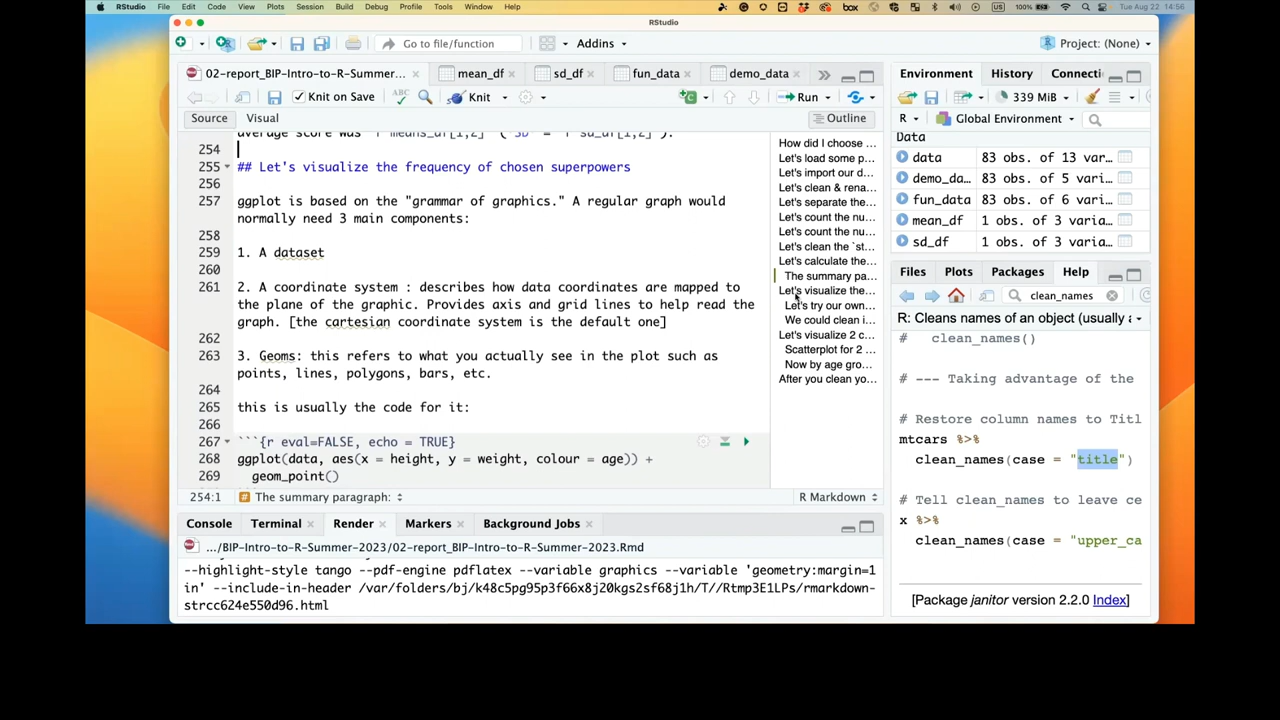 RStudio File Edit Code View Plots Session Build Debug Profile Tools Window Help box US 100% Tue Aug 22 14:56
RStudio
Go to file/function Addins Project: (None)
02-report_BIP-Intro-to-R-Summer... mean_df sd_df fun_data demo_data
Knit on Save ABC Knit Run
Source Visual Outline
average score was `r means_df[1,2]` (*SD* = `r sd_df[1,2]`).
254
255 ## Let's visualize the frequency of chosen superpowers
256
257 ggplot is based on the "grammar of graphics." A regular graph would
normally need 3 main components:
258
259 1. A dataset
260
261 2. A coordinate system : describes how data coordinates are mapped to
the plane of the graphic. Provides axis and grid lines to help read the
graph. [the cartesian coordinate system is the default one]
262
263 3. Geoms: this refers to what you actually see in the plot such as
points, lines, polygons, bars, etc.
264
265 this is usually the code for it:
266
267 ```{r eval=FALSE, echo = TRUE}
268 ggplot(data, aes(x = height, y = weight, colour = age)) +
269 geom_point()
254:1 # The summary paragraph: R Markdown
How did I choose ...
Let's load some p...
Let's import our d...
Let's clean & rena...
Let's separate the...
Let's count the nu...
Let's count the nu...
Let's clean the `st...
Let's calculate the...
The summary pa...
Let's visualize the...
Let's try our own...
We could clean i...
Let's visualize 2 c...
Scatterplot for 2 ...
Now by age gro...
After you clean yo...
Console Terminal Render Markers Background Jobs
.../BIP-Intro-to-R-Summer-2023/02-report_BIP-Intro-to-R-Summer-2023.Rmd
--highlight-style tango --pdf-engine pdflatex --variable graphics --variable 'geometry:margin=1
in' --include-in-header /var/folders/bj/k48c5pg95p3f66x8j20kgs2sf68j1h/T//Rtmp3E1LPs/rmarkdown-
strcc624e550d96.html
Environment History Connecti
339 MiB
R Global Environment
Data
data 83 obs. of 13 var...
demo_da... 83 obs. of 5 vari...
fun_data 83 obs. of 6 vari...
mean_df 1 obs. of 3 varia...
sd_df 1 obs. of 3 varia...
Files Plots Packages Help
clean_names
R: Cleans names of an object (usually a
# clean_names()
# --- Taking advantage of the
# Restore column names to Titl
mtcars %>%
clean_names(case = "title")
# Tell clean_names to leave ce
x %>%
clean_names(case = "upper_ca
[Package janitor version 2.2.0 Index]